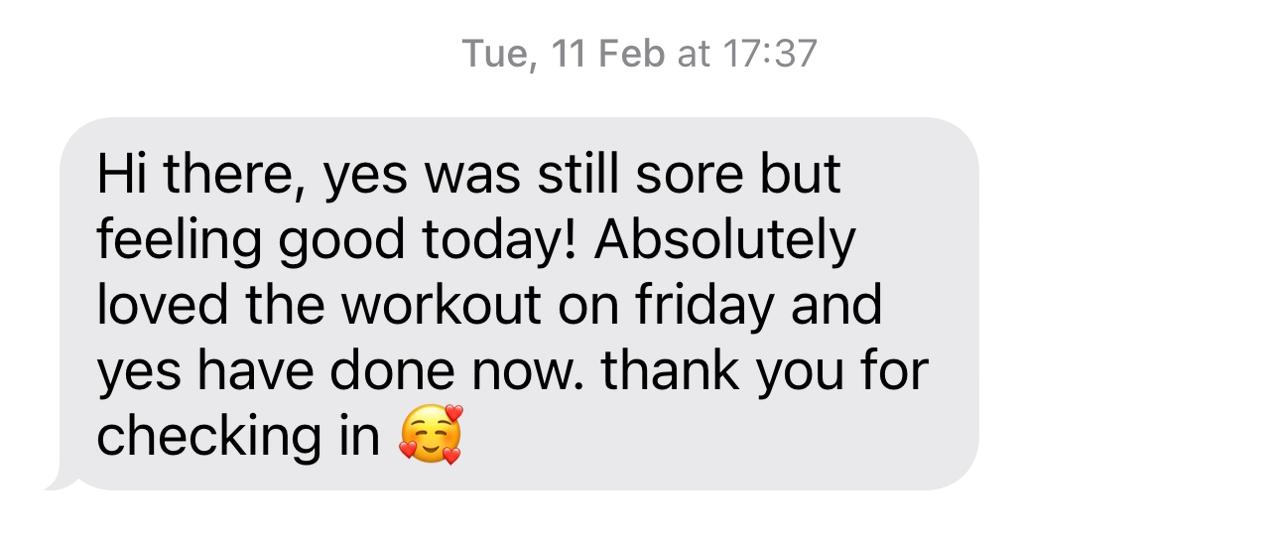 Tue, 11 Feb at 17:37
Hi there, yes was still sore but
feeling good today! Absolutely
loved the workout on friday and
yes have done now. thank you for
checking in 🥰